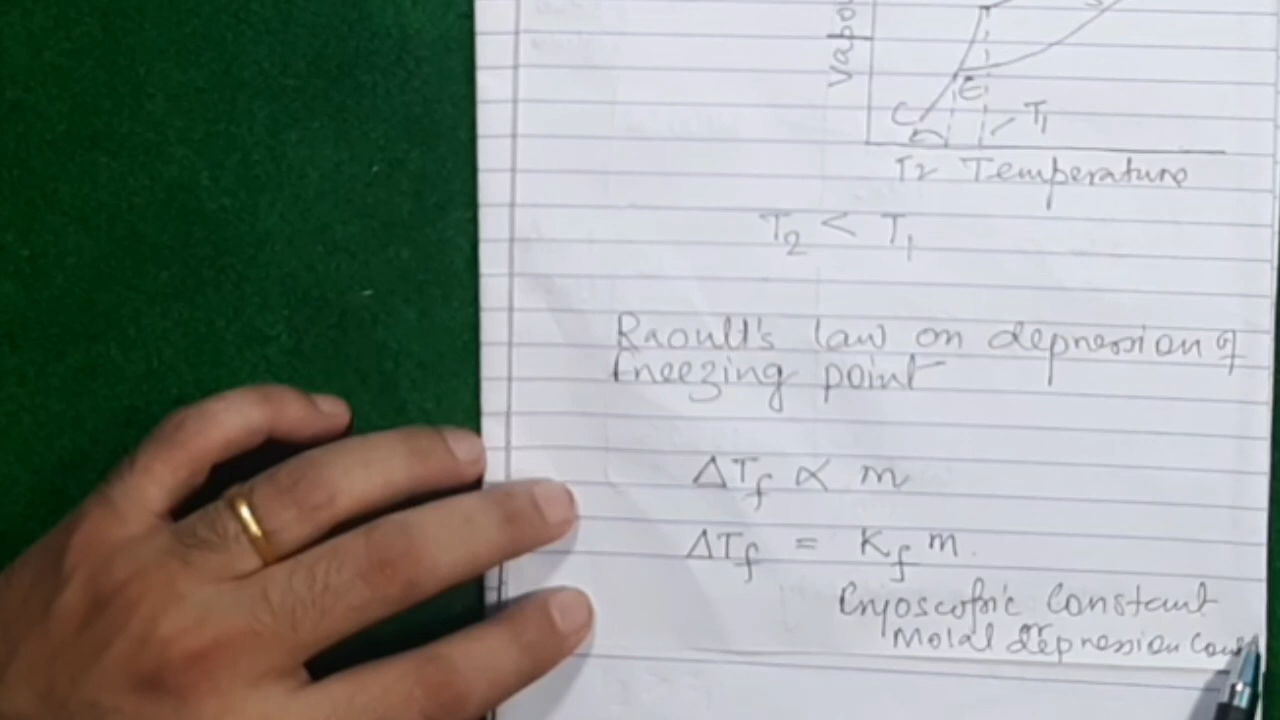 Vapo
C
E
T1
T2 Temperature
T2 < T1
Raoult's law on depression of
freezing point
ΔTf ∝ m
ΔTf = Kf m.
Cryoscopic Constant
or
Molal depression